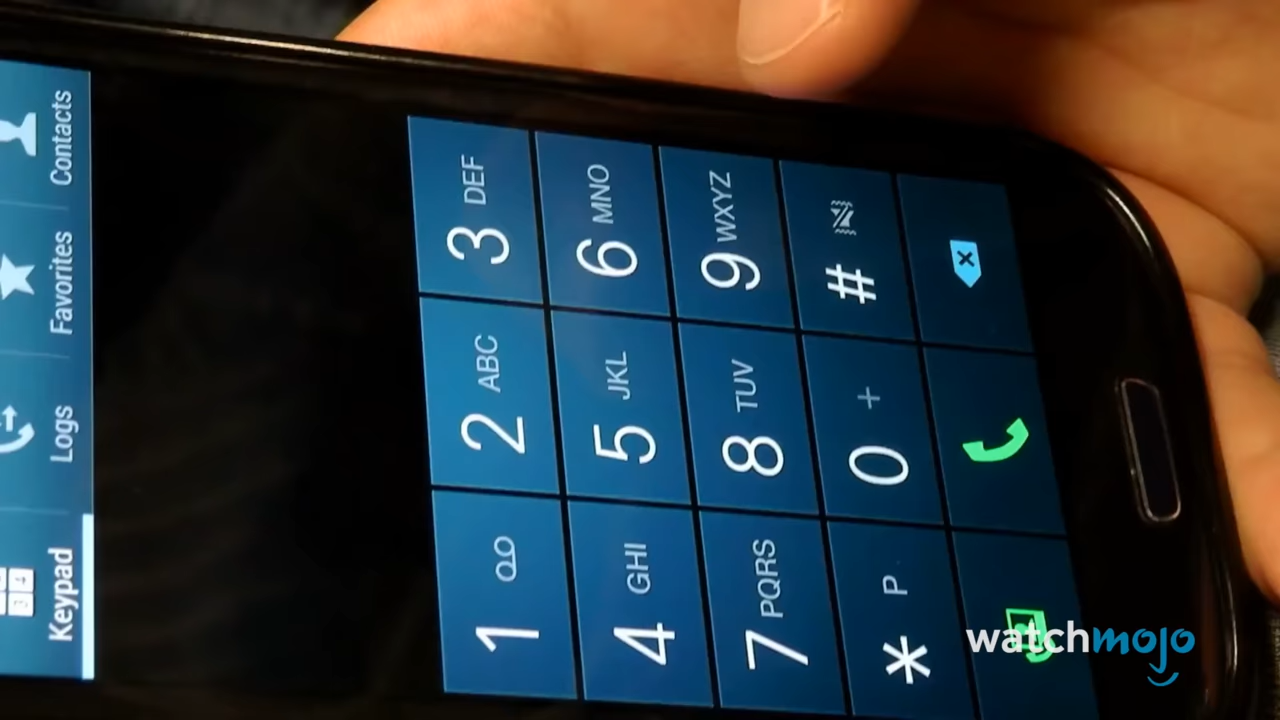 Keypad Logs Favorites Contacts
1 2 ABC 3 DEF
4 GHI 5 JKL 6 MNO
7 PQRS 8 TUV 9 WXYZ
* P 0 + #
watchmojo